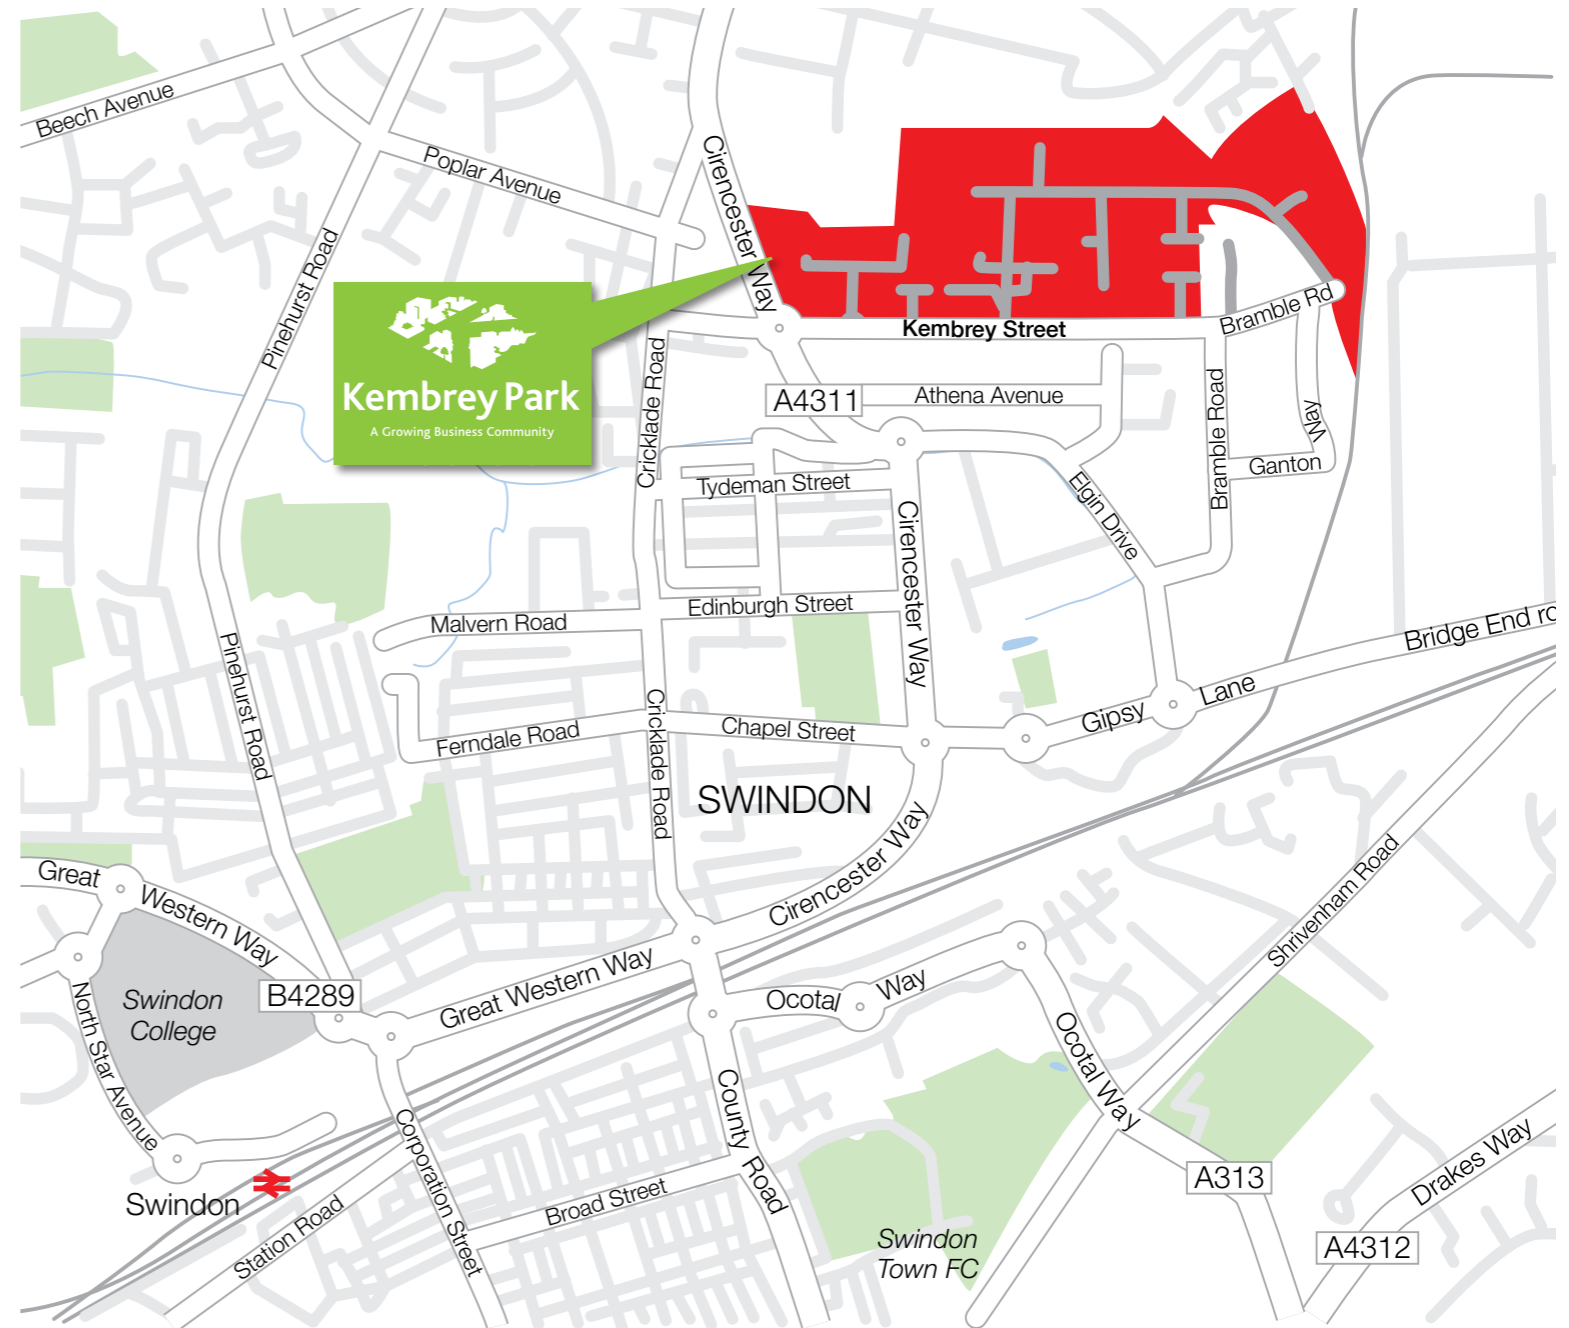 Beech Avenue
Poplar Avenue
Cirencester Way
Pinehurst Road
Kembrey Park
A Growing Business Community
Cricklade Road
Kembrey Street
Bramble Rd
A4311
Athena Avenue
Bramble Road
Way
Ganton
Tydeman Street
Elgin Drive
Cirencester Way
Edinburgh Street
Malvern Road
Bridge End ro
Pinehurst Road
Cricklade Road
Gipsy
Lane
Ferndale Road
Chapel Street
SWINDON
Cirencester Way
Shrivenham Road
Great
Western Way
B4289
Great Western Way
Swindon
College
North Star Avenue
Ocotal
Way
Ocotal Way
County Road
Corporation Street
Swindon
Station Road
Broad Street
A313
Drakes Way
A4312
Swindon
Town FC